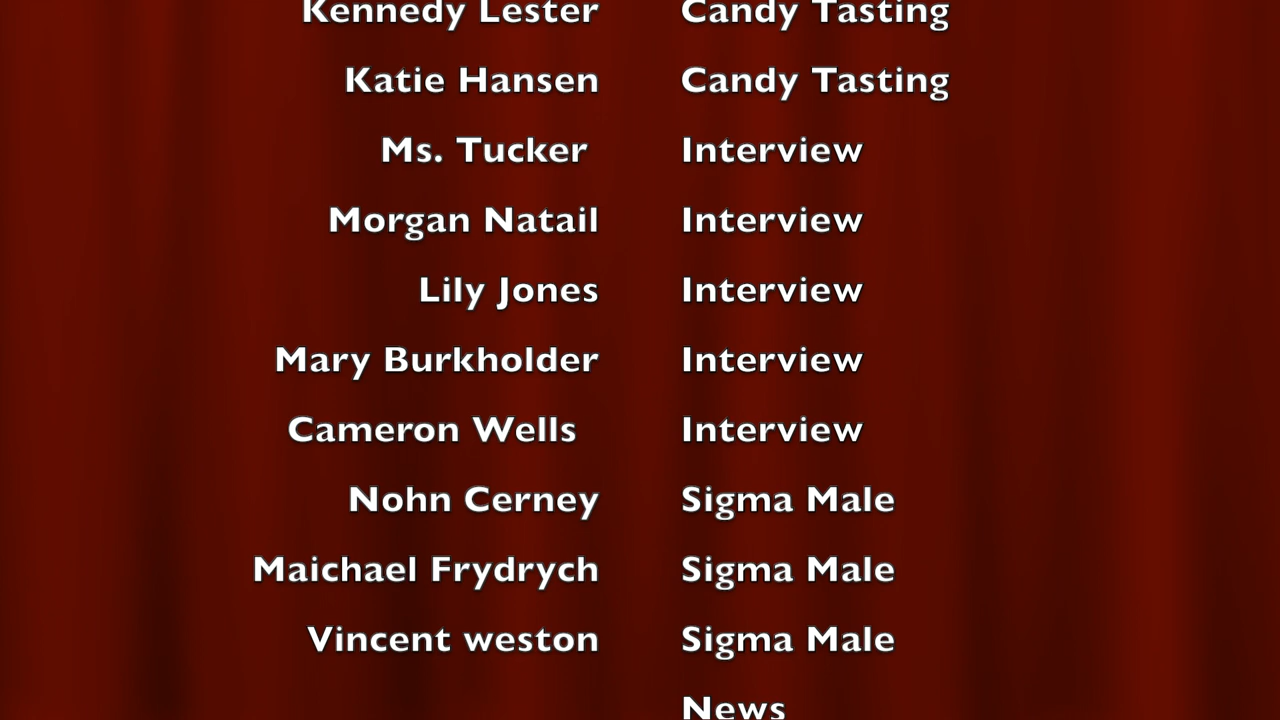 Kennedy Lester Candy Tasting
Katie Hansen Candy Tasting
Ms. Tucker Interview
Morgan Natail Interview
Lily Jones Interview
Mary Burkholder Interview
Cameron Wells Interview
Nohn Cerney Sigma Male
Maichael Frydrych Sigma Male
Vincent weston Sigma Male
News